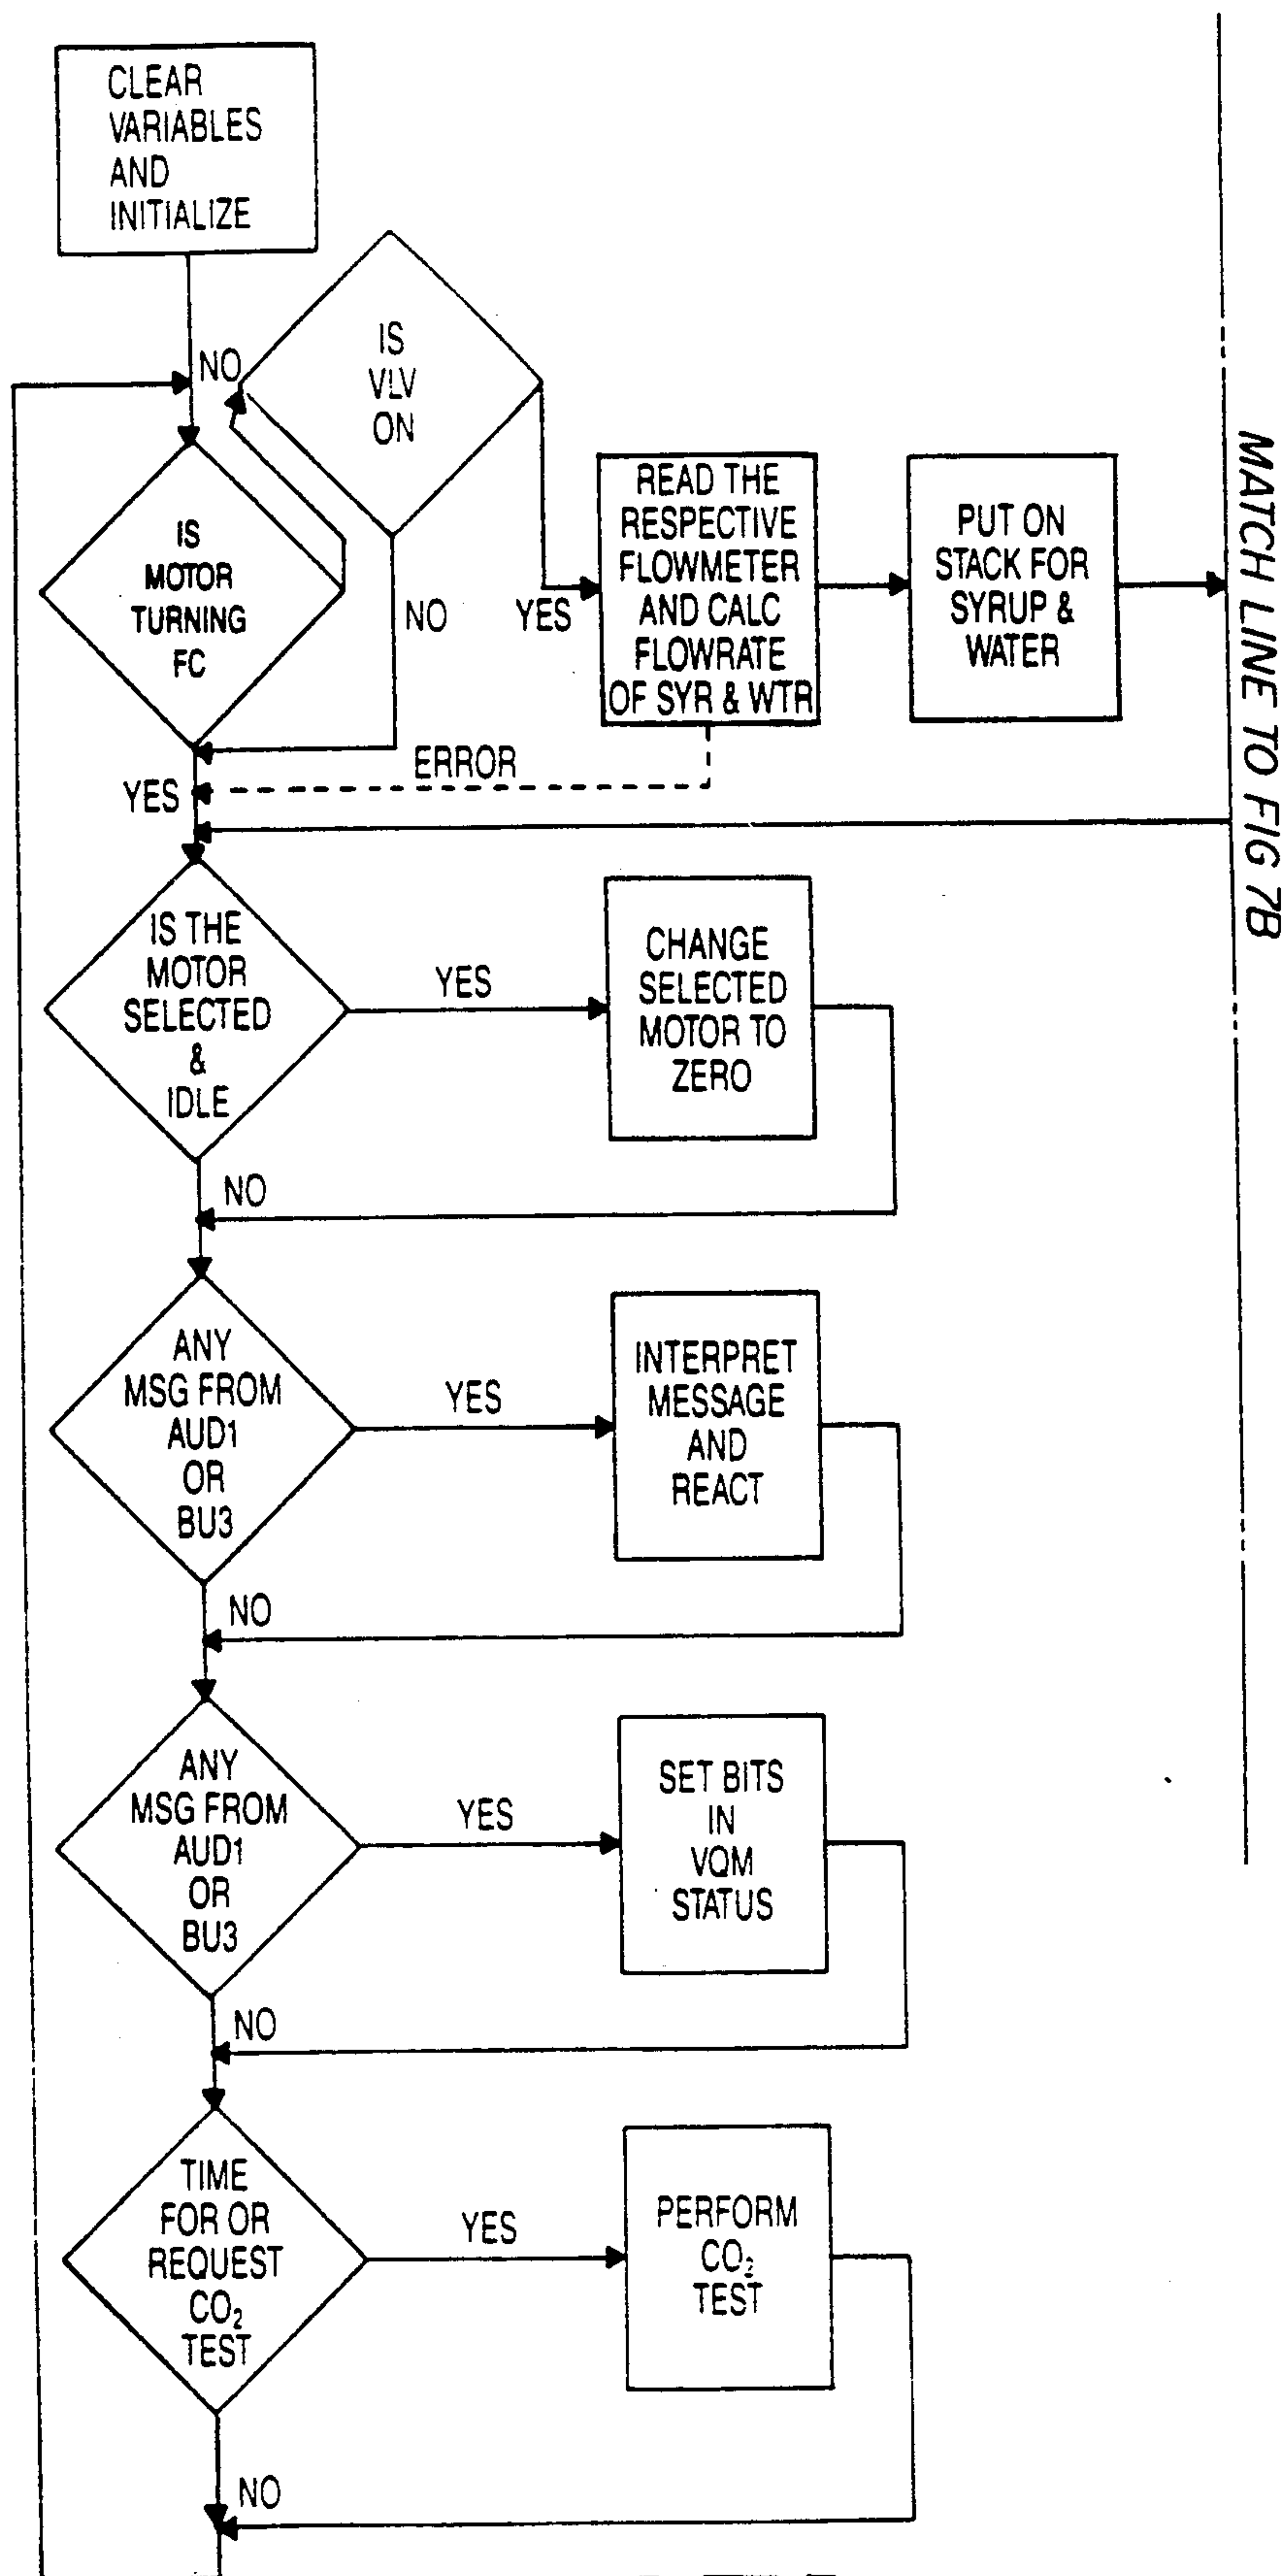 CLEAR
VARIABLES
AND
INITIALIZE
NO
IS
VLV
ON
IS
MOTOR
TURNING
FC
NO
YES
READ THE
RESPECTIVE
FLOWMETER
AND CALC
FLOWRATE
OF SYR & WTR
PUT ON
STACK FOR
SYRUP &
WATER
MATCH LINE TO FIG 7B
ERROR
YES
IS THE
MOTOR
SELECTED
&
IDLE
YES
CHANGE
SELECTED
MOTOR TO
ZERO
NO
ANY
MSG FROM
AUD1
OR
BU3
YES
INTERPRET
MESSAGE
AND
REACT
NO
ANY
MSG FROM
AUD1
OR
BU3
YES
SET BITS
IN
VQM
STATUS
NO
TIME
FOR OR
REQUEST
CO₂
TEST
YES
PERFORM
CO₂
TEST
NO